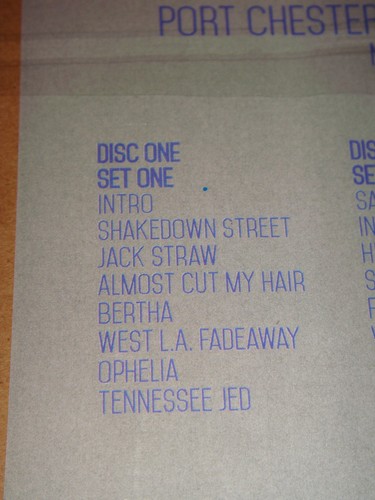 PORT CHESTER
DISC ONE
SET ONE
INTRO
SHAKEDOWN STREET
JACK STRAW
ALMOST CUT MY HAIR
BERTHA
WEST L.A. FADEAWAY
OPHELIA
TENNESSEE JED